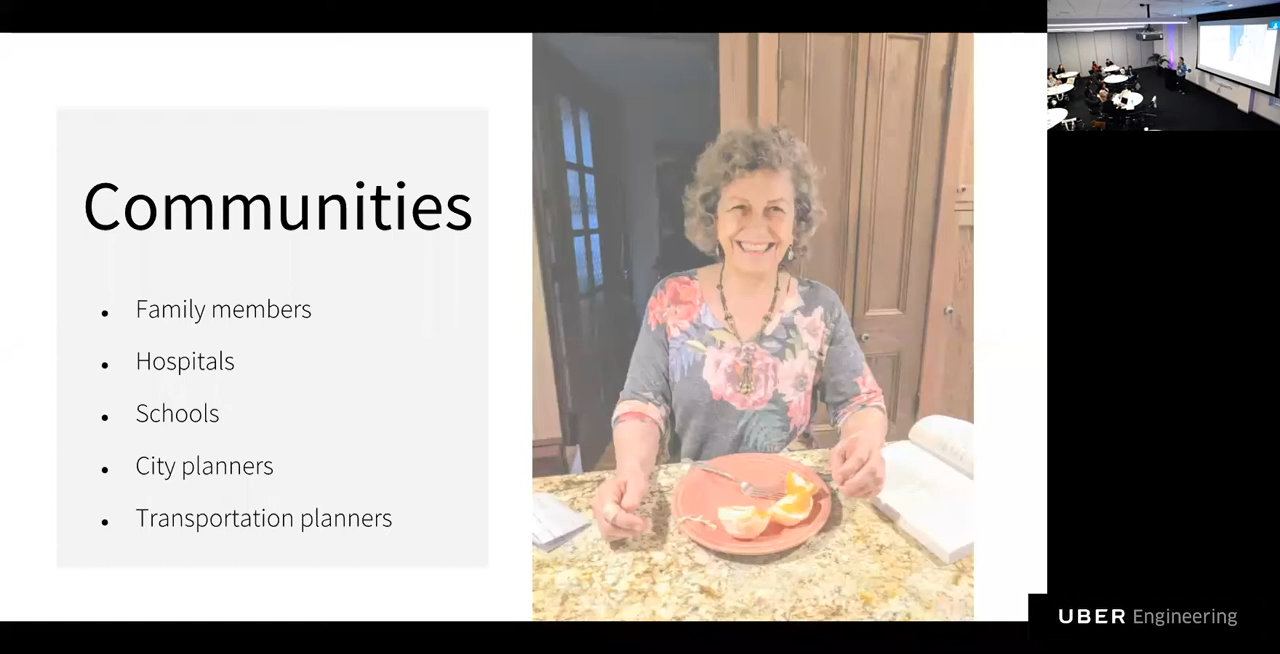 Communities
Family members
Hospitals
Schools
City planners
Transportation planners
UBER Engineering